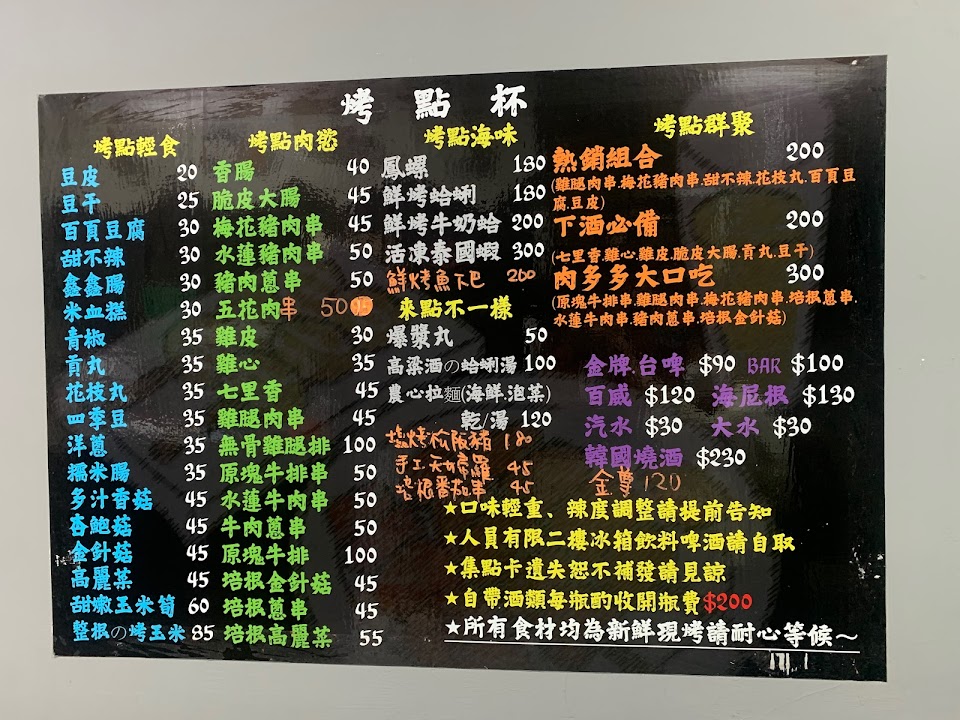 烤 點 杯
烤點輕食
豆皮 20
豆干 25
百頁豆腐 30
甜不辣 30
鑫鑫腸 30
米血糕 30
青椒 35
貢丸 35
花枝丸 35
四季豆 35
洋蔥 35
糯米腸 35
多汁香菇 45
杏鮑菇 45
金針菇 45
高麗菜 45
甜嫩玉米筍 60
整根の烤玉米 85
烤點肉慾
香腸 40
脆皮大腸 45
梅花豬肉串 45
水蓮豬肉串 50
豬肉蔥串 50
五花肉串 50
雞皮 30
雞心 35
七里香 45
雞腿肉串 45
無骨雞腿排 100
原塊牛排串 50
水蓮牛肉串 50
牛肉蔥串 50
原塊牛排 100
培根金針菇 45
培根蔥串 45
培根高麗菜 55
烤點海味
鳳螺 180
鮮烤蛤蜊 180
鮮烤牛奶蛤 200
活凍泰國蝦 300
鮮烤魚下巴 200
來點不一樣
爆漿丸 50
高粱酒の蛤蜊湯 100
農心拉麵(海鮮.泡菜)
乾/湯 120
鹽烤松阪豬 180
手工天婦羅 45
培根番茄串 45
烤點群聚
熱銷組合 200
(雞腿肉串.梅花豬肉串.甜不辣.花枝丸.百頁豆
腐.豆皮)
下酒必備 200
(七里香.雞心.雞皮.脆皮大腸.貢丸.豆干)
肉多多大口吃 300
(原塊牛排串.雞腿肉串.梅花豬肉串.培根蔥串.
水蓮牛肉串.豬肉蔥串.培根金針菇)
金牌.台啤 $90 BAR $100
百威 $120 海尼根 $130
汽水 $30 大水 $30
韓國燒酒 $230
金尊 120
★口味輕重、辣度調整請提前告知
★人員有限二樓冰箱飲料啤酒請自取
★集點卡遺失恕不補發請見諒
★自帶酒類每瓶酌收開瓶費$200
★所有食材均為新鮮現烤請耐心等候～